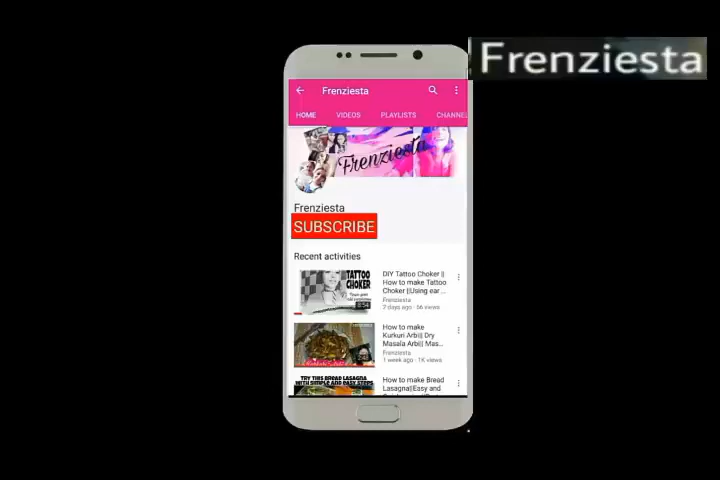 Frenziesta
Frenziesta
HOME VIDEOS PLAYLISTS CHANNE
Frenziesta
Frenziesta
SUBSCRIBE
Recent activities
TATTOO
CHOKER
DIY Tattoo Choker ||
How to make Tattoo
Choker ||Using ear ...
Frenziesta
7 days ago · 66 views
How to make
Kurkuri Arbi|| Dry
Masala Arbi|| Mas...
Frenziesta
1 week ago · 1K views
TRY THIS BREAD LASAGNA
WITH SIMPLE AND EASY STEPS
How to make Bread
Lasagna||Easy and